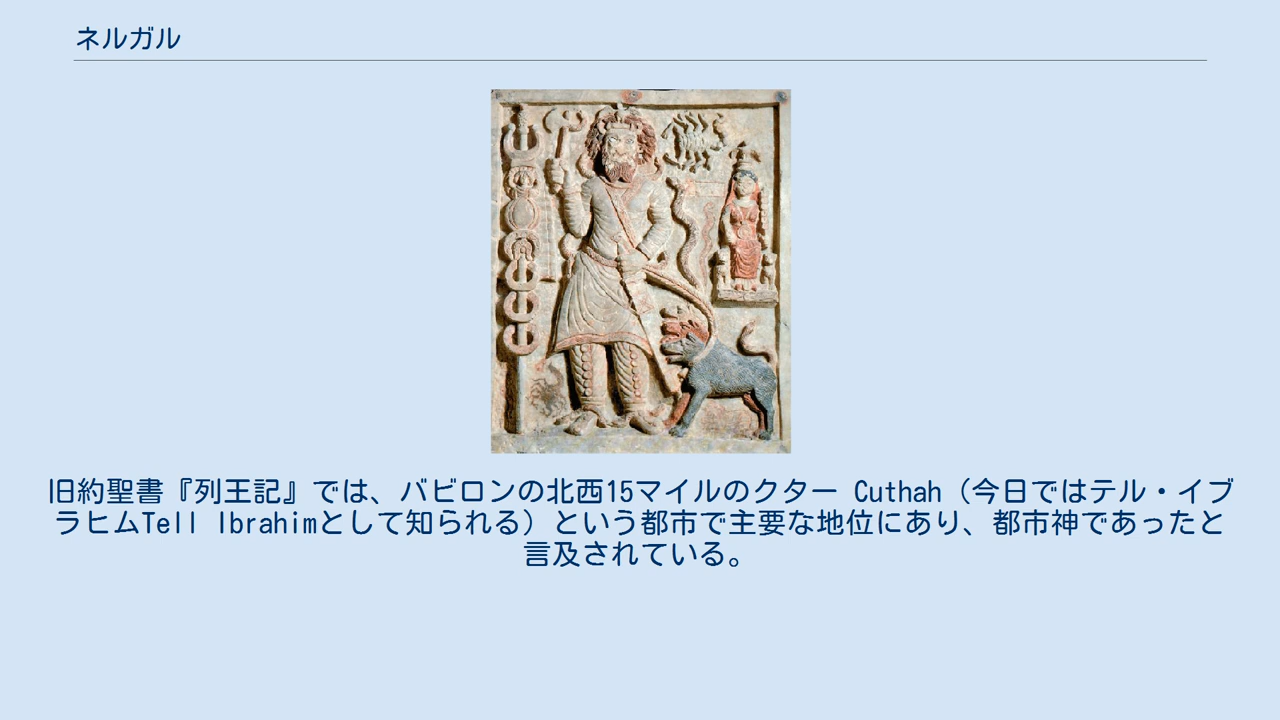 ネルガル
旧約聖書『列王記』では、バビロンの北西15マイルのクター Cuthah（今日ではテル・イブ
ラヒムTell Ibrahimとして知られる）という都市で主要な地位にあり、都市神であったと
言及されている。